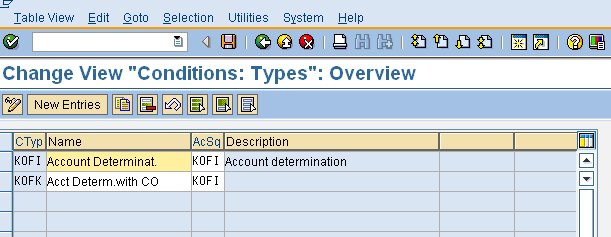 Table View Edit Goto Selection Utilities System Help
Change View "Conditions: Types": Overview
New Entries
CTyp Name AcSq Description
KOFI Account Determinat. KOFI Account determination
KOFK Acct Determ.with CO KOFI